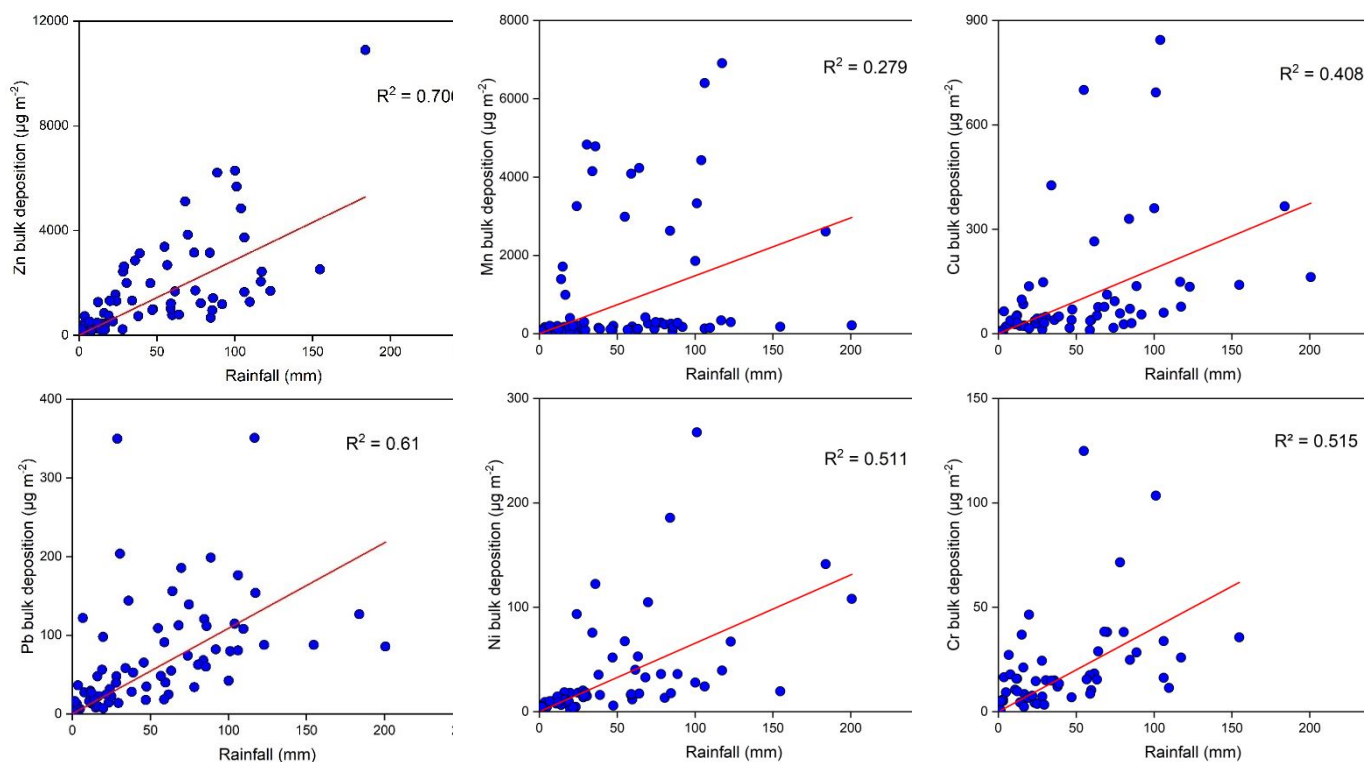 12000
8000
4000
0
Zn bulk deposition (µg m⁻²)
R² = 0.70
0 50 100 150 200
Rainfall (mm)
8000
6000
4000
2000
0
Mn bulk deposition (µg m⁻²)
R² = 0.279
0 50 100 150 200
Rainfall (mm)
900
600
300
0
Cu bulk deposition (µg m⁻²)
R² = 0.408
0 50 100 150 200
Rainfall (mm)
400
300
200
100
0
Pb bulk deposition (µg m⁻²)
R² = 0.61
0 50 100 150 200
Rainfall (mm)
300
200
100
0
Ni bulk deposition (µg m⁻²)
R² = 0.511
0 50 100 150 200
Rainfall (mm)
150
100
50
0
Cr bulk deposition (µg m⁻²)
R² = 0.515
0 50 100 150 200
Rainfall (mm)